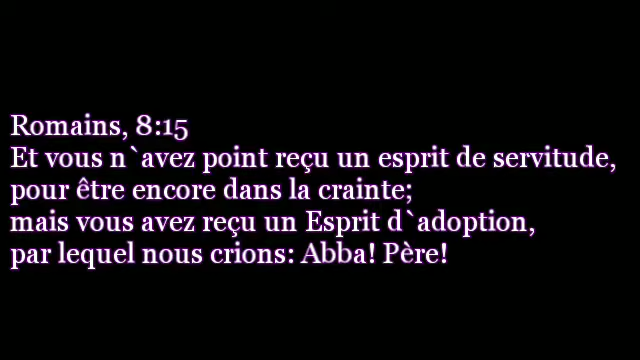 Romains, 8:15
Et vous n`avez point reçu un esprit de servitude,
pour être encore dans la crainte;
mais vous avez reçu un Esprit d`adoption,
par lequel nous crions: Abba! Père!